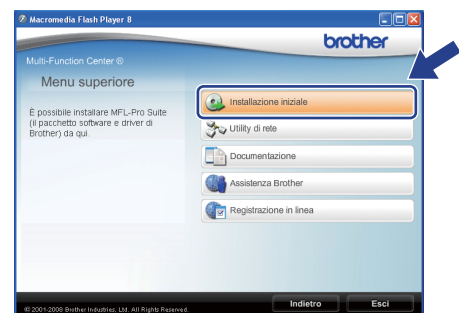 Macromedia Flash Player 8
brother
Multi-Function Center ®
Menu superiore
È possibile installare MFL-Pro Suite
(il pacchetto software e driver di
Brother) da qui.
Installazione iniziale
Utility di rete
Documentazione
Assistenza Brother
Registrazione in linea
© 2001-2008 Brother Industries, Ltd. All Rights Reserved.
Indietro
Esci